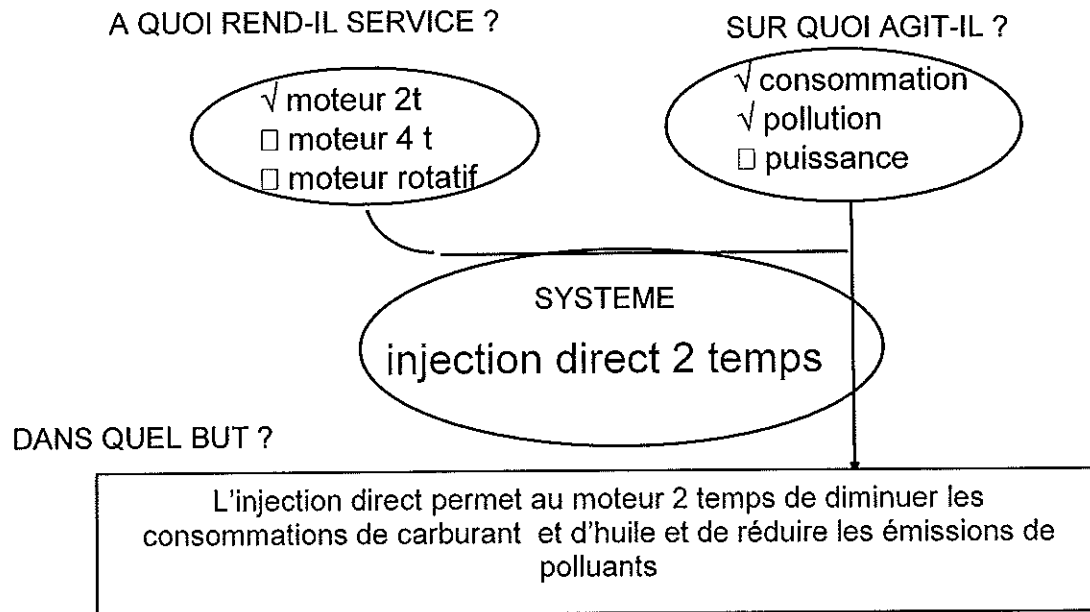 A QUOI REND-IL SERVICE ?
√ moteur 2t
□ moteur 4 t
□ moteur rotatif
SUR QUOI AGIT-IL ?
√ consommation
√ pollution
□ puissance
SYSTEME
injection direct 2 temps
DANS QUEL BUT ?
L'injection direct permet au moteur 2 temps de diminuer les
consommations de carburant et d'huile et de réduire les émissions de
polluants